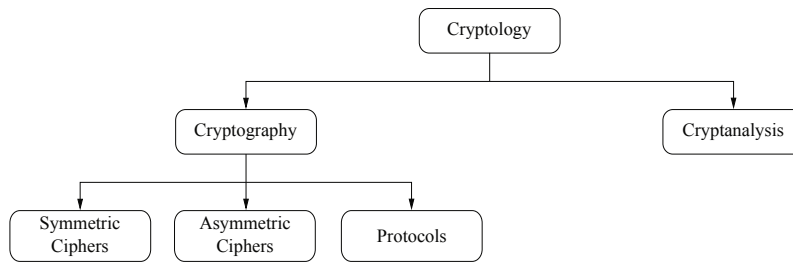 Cryptology
Cryptography
Cryptanalysis
Symmetric
Ciphers
Asymmetric
Ciphers
Protocols